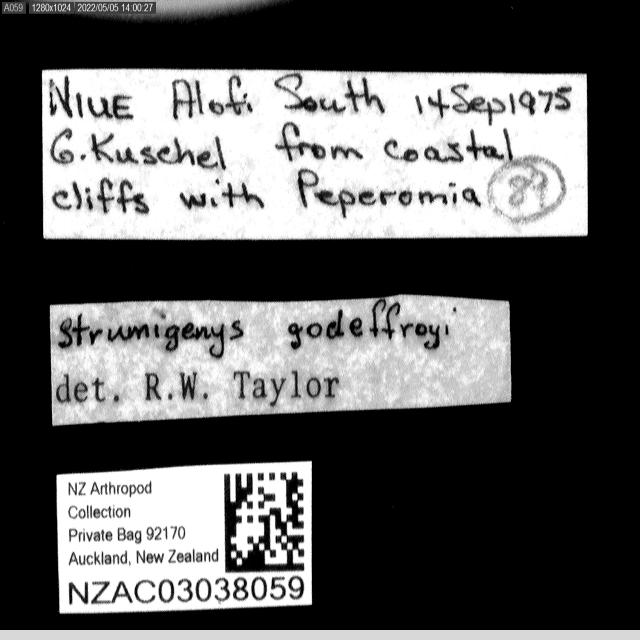 A059 1280x1024 2022/05/05 14:00:27
NIUE Alofi South 14Sep1975
G.Kuschel from coastal
cliffs with Peperomia 89
Strumigenys godeffroyi
det. R.W. Taylor
NZ Arthropod
Collection
Private Bag 92170
Auckland, New Zealand
NZAC03038059